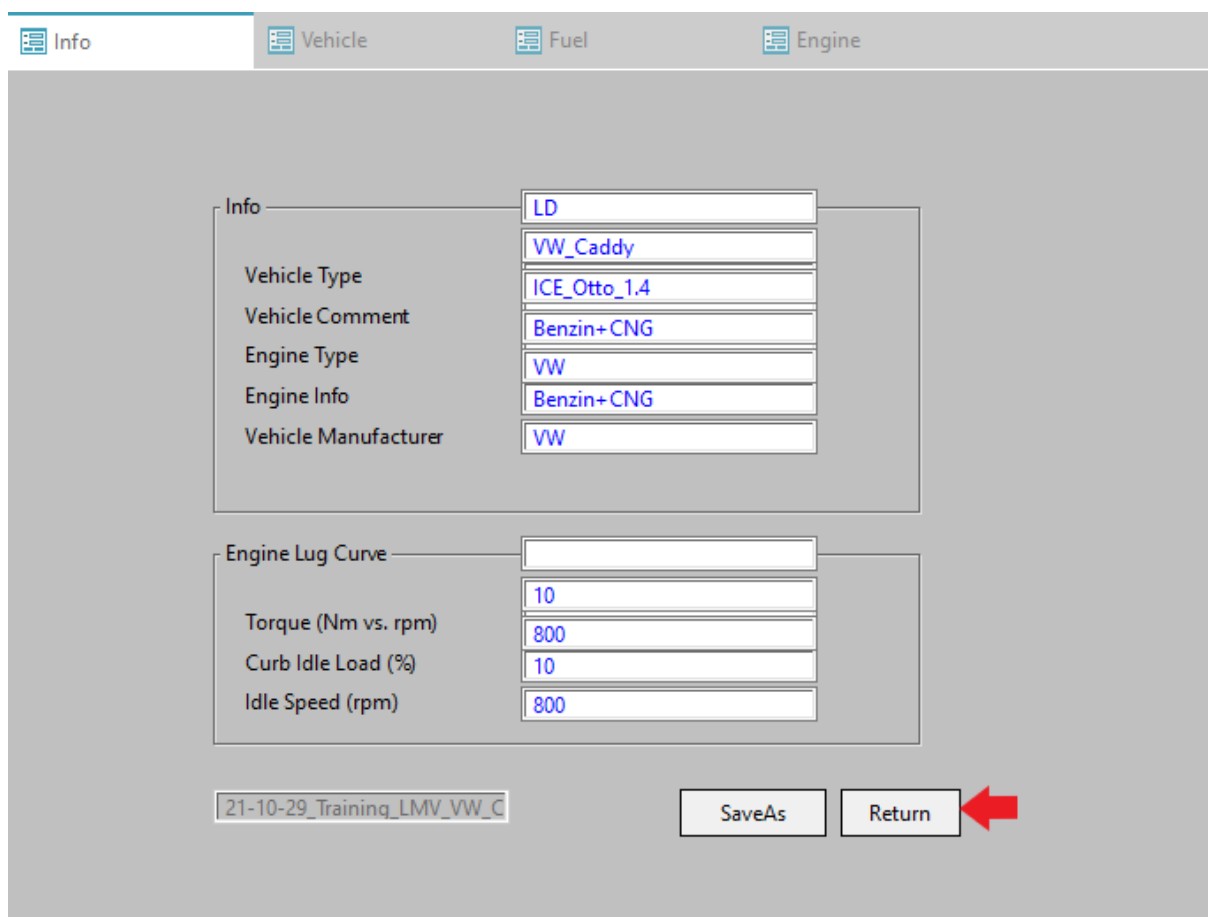 Info Vehicle Fuel Engine
Info LD
VW_Caddy
Vehicle Type ICE_Otto_1.4
Vehicle Comment Benzin+CNG
Engine Type VW
Engine Info Benzin+CNG
Vehicle Manufacturer VW
Engine Lug Curve
10
Torque (Nm vs. rpm) 800
Curb Idle Load (%) 10
Idle Speed (rpm) 800
21-10-29_Training_LMV_VW_C SaveAs Return